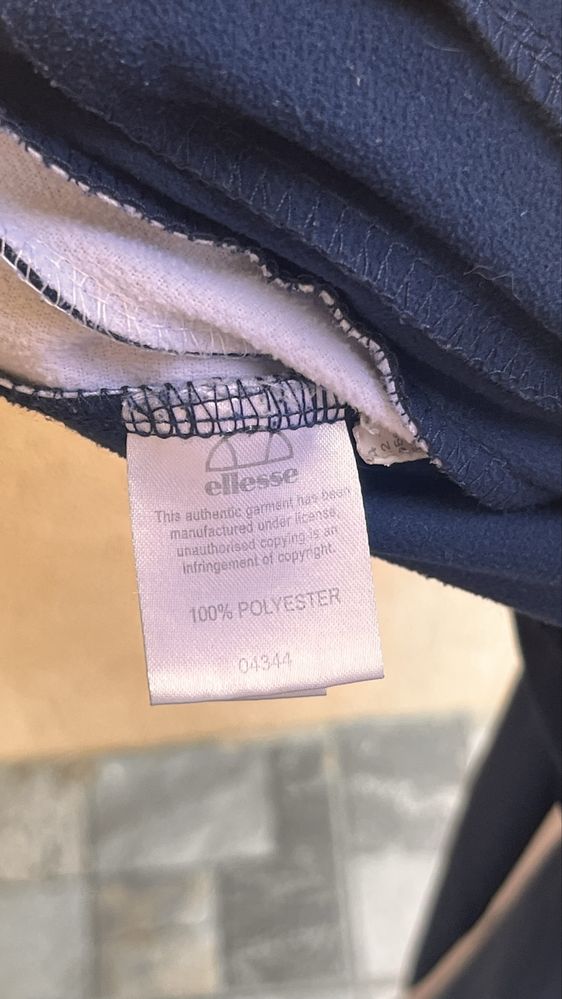 ellesse
This authentic garment has been
manufactured under license,
unauthorised copying is an
infringement of copyright.
100% POLYESTER
04344